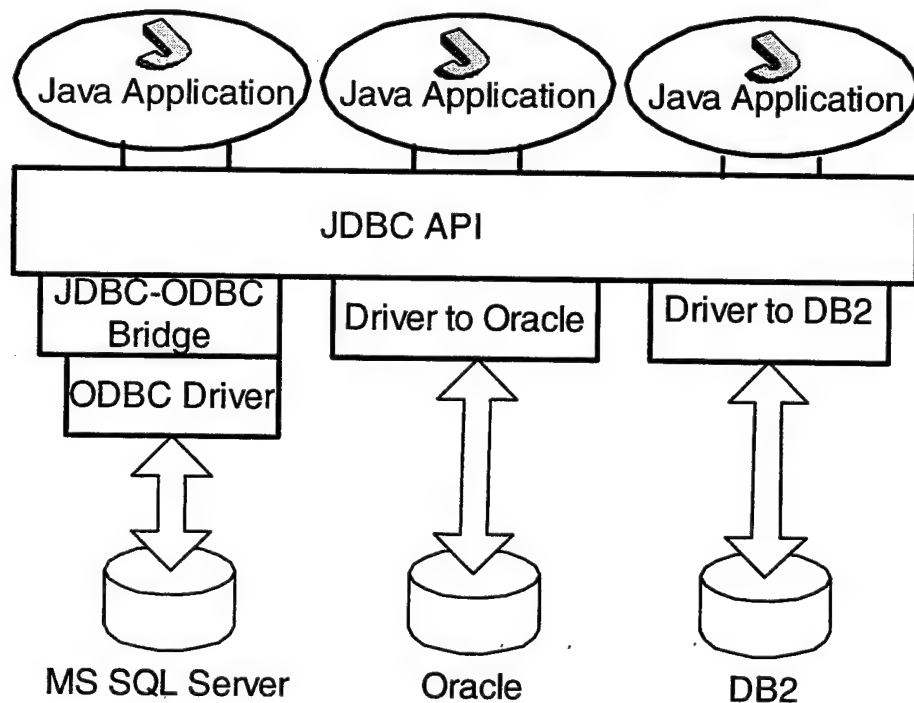 Java Application
Java Application
Java Application
JDBC API
JDBC-ODBC
Bridge
Driver to Oracle
Driver to DB2
ODBC Driver
MS SQL Server
Oracle
DB2